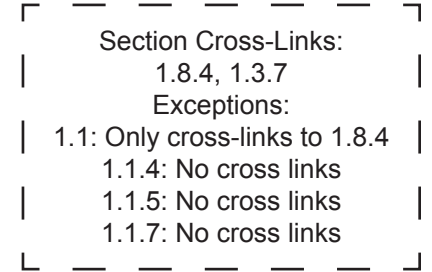 Section Cross-Links:
1.8.4, 1.3.7
Exceptions:
1.1: Only cross-links to 1.8.4
1.1.4: No cross links
1.1.5: No cross links
1.1.7: No cross links